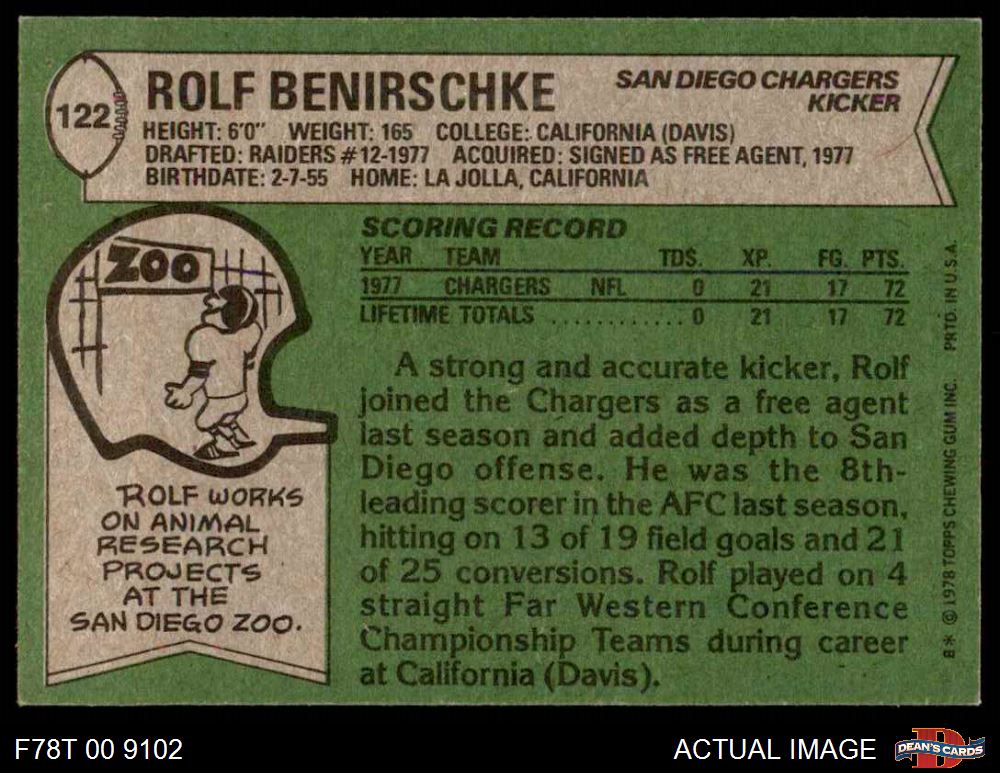 122
ROLF BENIRSCHKE
SAN DIEGO CHARGERS
KICKER
HEIGHT: 6'0" WEIGHT: 165 COLLEGE: CALIFORNIA (DAVIS)
DRAFTED: RAIDERS #12-1977 ACQUIRED: SIGNED AS FREE AGENT, 1977
BIRTHDATE: 2-7-55 HOME: LA JOLLA, CALIFORNIA
ZOO
ROLF WORKS
ON ANIMAL
RESEARCH
PROJECTS
AT THE
SAN DIEGO ZOO.
SCORING RECORD
YEAR TEAM TDS. XP. FG. PTS.
1977 CHARGERS NFL 0 21 17 72
LIFETIME TOTALS ............ 0 21 17 72
A strong and accurate kicker, Rolf
joined the Chargers as a free agent
last season and added depth to San
Diego offense. He was the 8th-
leading scorer in the AFC last season,
hitting on 13 of 19 field goals and 21
of 25 conversions. Rolf played on 4
straight Far Western Conference
Championship Teams during career
at California (Davis).
B* © 1978 TOPPS CHEWING GUM INC. PRTD. IN U.S.A.
F78T 00 9102
ACTUAL IMAGE
D
DEAN'S CARDS